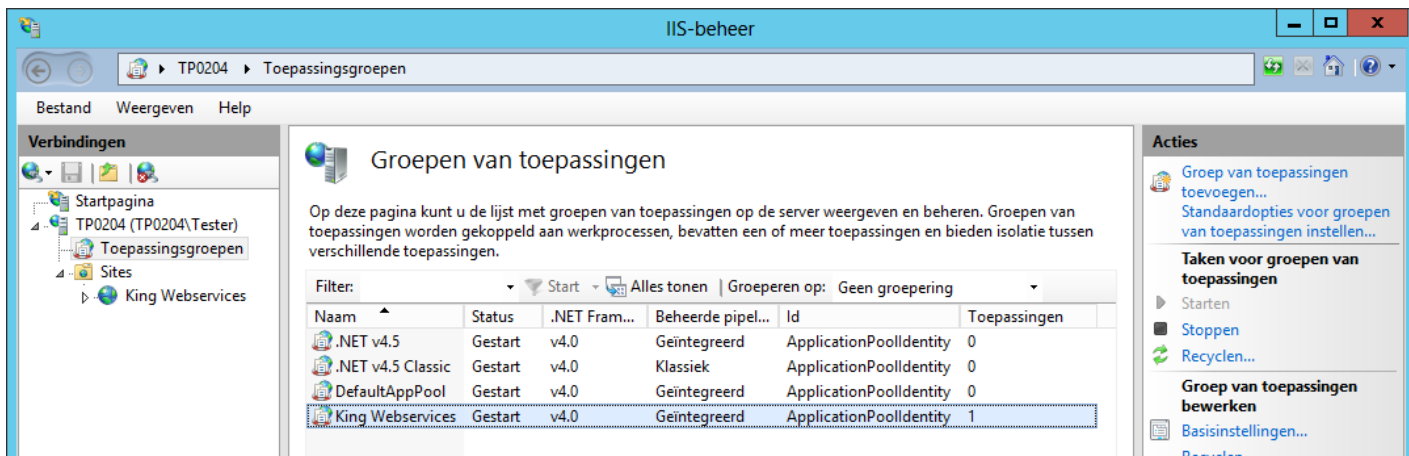 IIS-beheer
TP0204 Toepassingsgroepen
Bestand Weergeven Help
Verbindingen
Startpagina
TP0204 (TP0204\Tester)
Toepassingsgroepen
Sites
King Webservices
Groepen van toepassingen
Op deze pagina kunt u de lijst met groepen van toepassingen op de server weergeven en beheren. Groepen van
toepassingen worden gekoppeld aan werkprocessen, bevatten een of meer toepassingen en bieden isolatie tussen
verschillende toepassingen.
Filter: Start Alles tonen Groeperen op: Geen groepering
Naam Status .NET Fram... Beheerde pipel... Id Toepassingen
.NET v4.5 Gestart v4.0 Geïntegreerd ApplicationPoolIdentity 0
.NET v4.5 Classic Gestart v4.0 Klassiek ApplicationPoolIdentity 0
DefaultAppPool Gestart v4.0 Geïntegreerd ApplicationPoolIdentity 0
King Webservices Gestart v4.0 Geïntegreerd ApplicationPoolIdentity 1
Acties
Groep van toepassingen
toevoegen...
Standaardopties voor groepen
van toepassingen instellen...
Taken voor groepen van
toepassingen
Starten
Stoppen
Recyclen...
Groep van toepassingen
bewerken
Basisinstellingen...